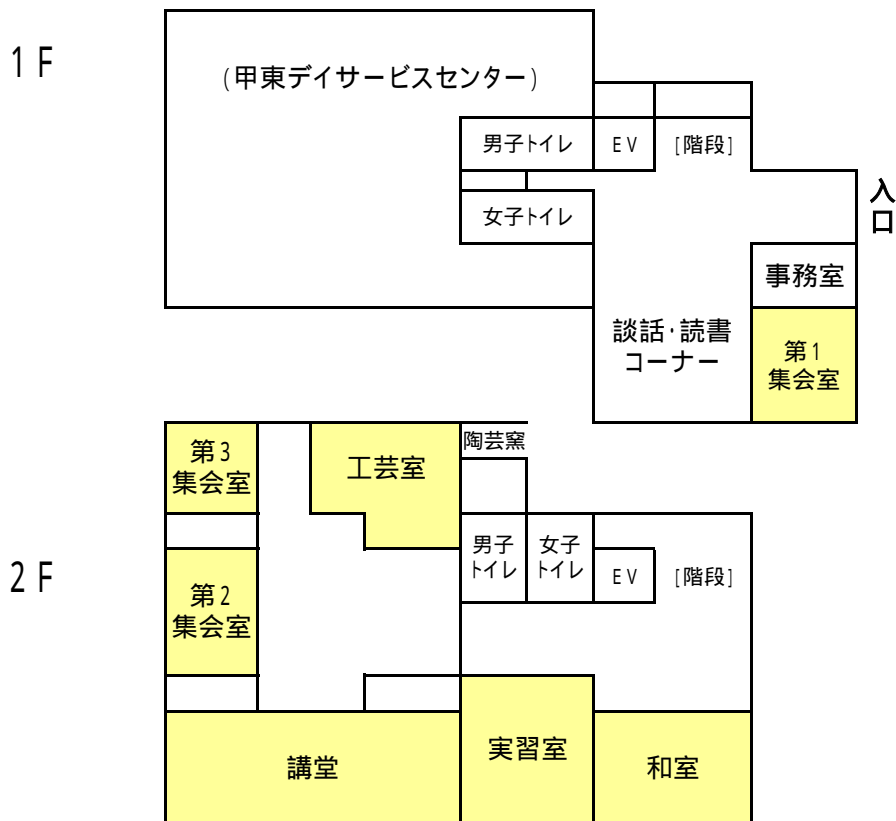 1F
(甲東デイサービスセンター)
男子トイレ
EV
[階段]
入口
女子トイレ
事務室
談話・読書
コーナー
第1
集会室
第3
集会室
工芸室
陶芸窯
2F
男子
トイレ
女子
トイレ
EV
[階段]
第2
集会室
講堂
実習室
和室